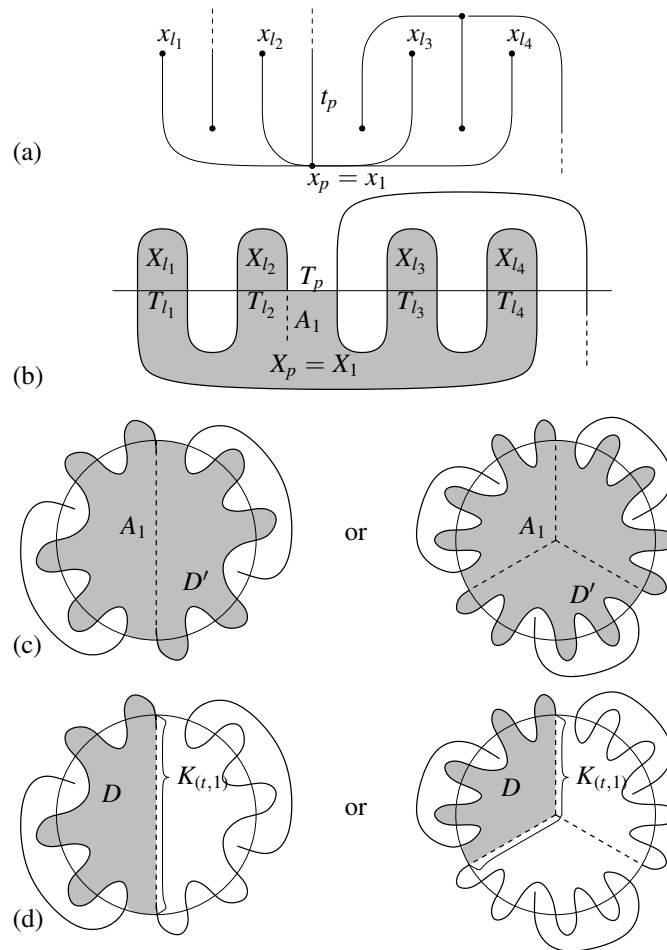 x_{l_1} x_{l_2} x_{l_3} x_{l_4}
t_p
(a)
x_p = x_1
X_{l_1} X_{l_2} X_{l_3} X_{l_4}
T_p
T_{l_1} T_{l_2} A_1 T_{l_3} T_{l_4}
X_p = X_1
(b)
A_1 or A_1
D′ D′
(c)
D K_{(t,1)} or D K_{(t,1)}
(d)